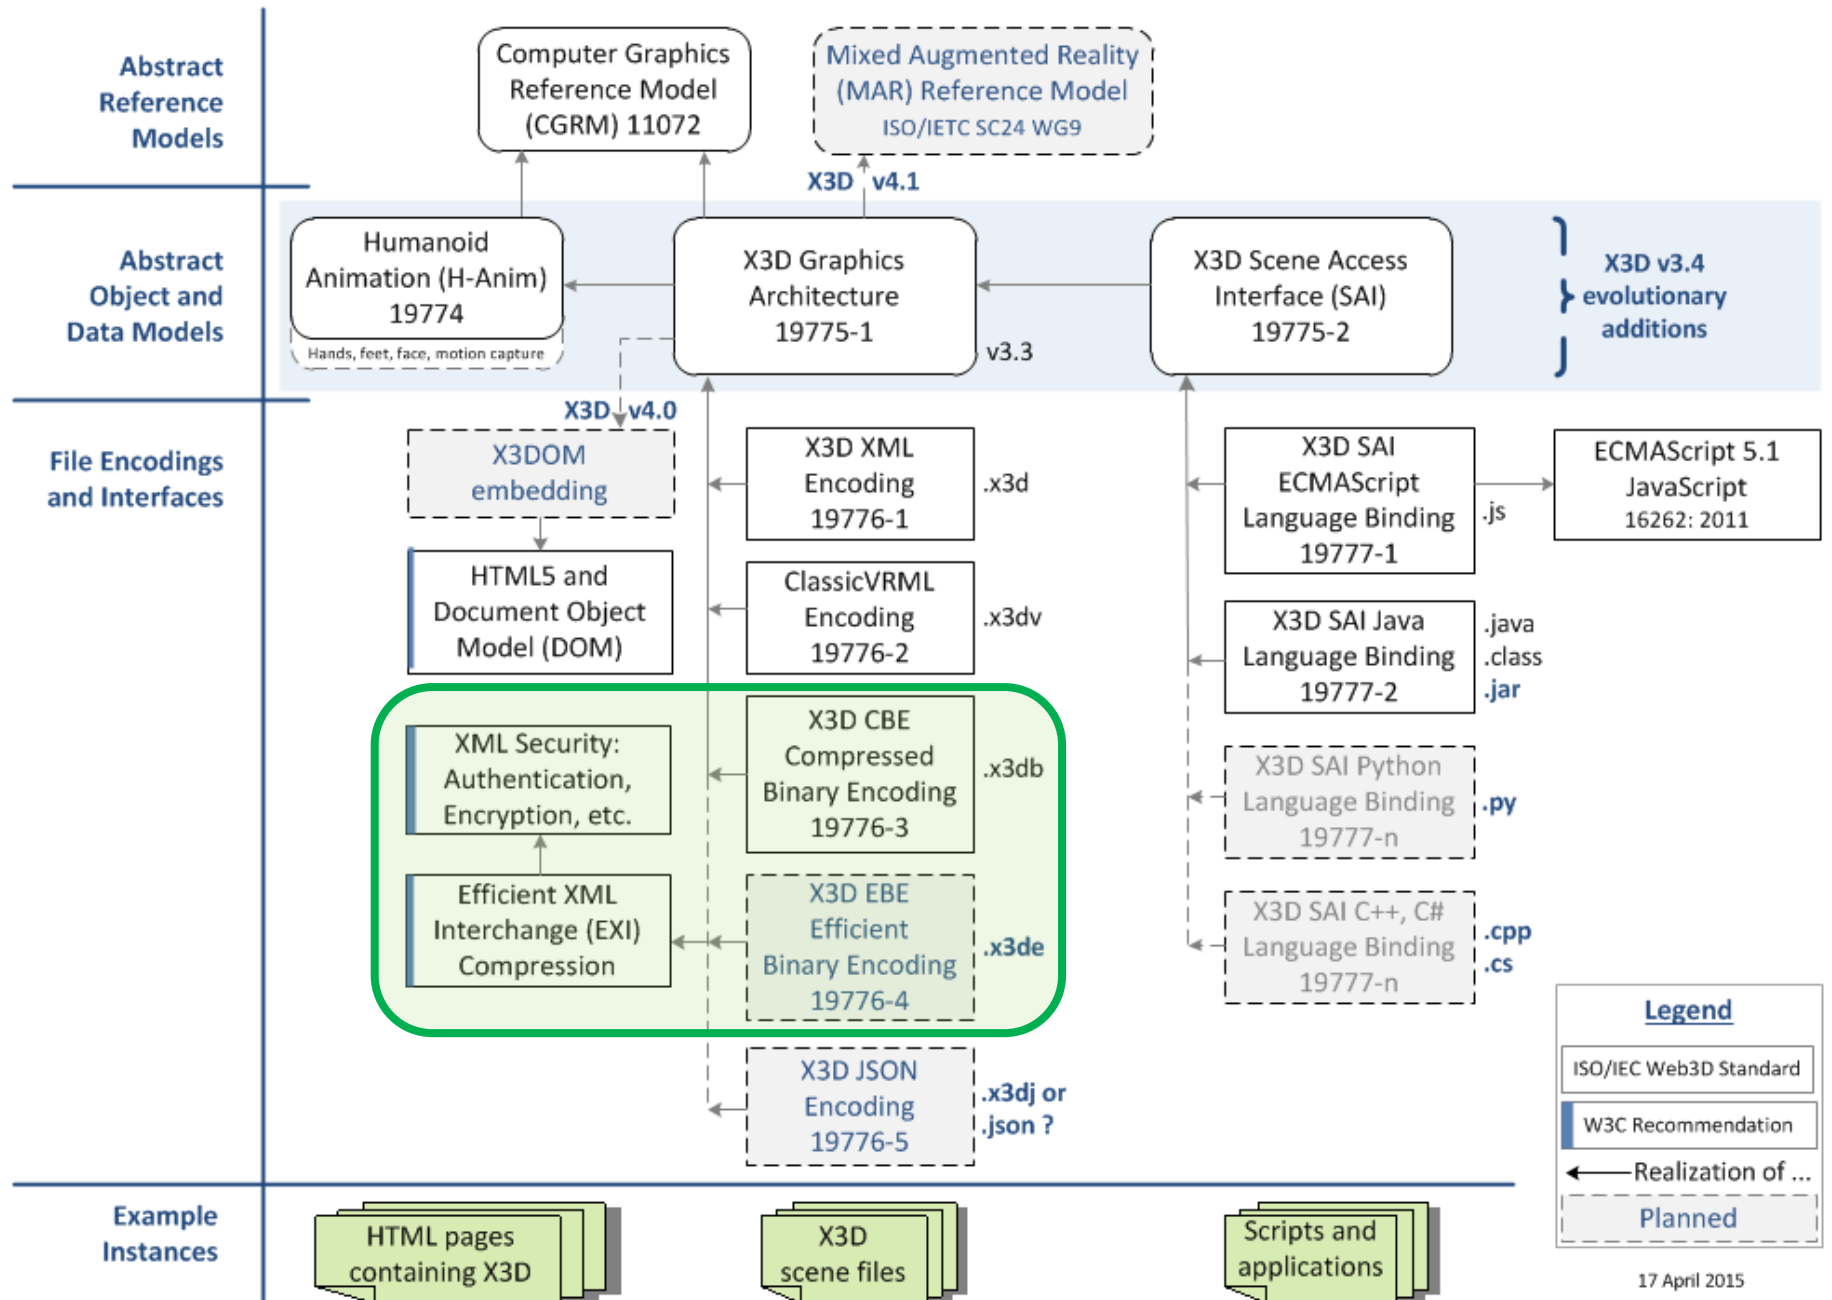 Abstract
Reference
Models
Computer Graphics
Reference Model
(CGRM) 11072
Mixed Augmented Reality
(MAR) Reference Model
ISO/IETC SC24 WG9
X3D v4.1
Abstract
Object and
Data Models
Humanoid
Animation (H-Anim)
19774
Hands, feet, face, motion capture
X3D Graphics
Architecture
19775-1
v3.3
X3D Scene Access
Interface (SAI)
19775-2
X3D v3.4
evolutionary
additions
File Encodings
and Interfaces
X3D v4.0
X3DOM
embedding
HTML5 and
Document Object
Model (DOM)
XML Security:
Authentication,
Encryption, etc.
Efficient XML
Interchange (EXI)
Compression
X3D XML
Encoding
19776-1
.x3d
ClassicVRML
Encoding
19776-2
.x3dv
X3D CBE
Compressed
Binary Encoding
19776-3
.x3db
X3D EBE
Efficient
Binary Encoding
19776-4
.x3de
X3D JSON
Encoding
19776-5
.x3dj or
.json ?
X3D SAI
ECMAScript
Language Binding
19777-1
.js
ECMAScript 5.1
JavaScript
16262: 2011
X3D SAI Java
Language Binding
19777-2
.java
.class
.jar
X3D SAI Python
Language Binding
19777-n
.py
X3D SAI C++, C#
Language Binding
19777-n
.cpp
.cs
Legend
ISO/IEC Web3D Standard
W3C Recommendation
Realization of ...
Planned
17 April 2015
Example
Instances
HTML pages
containing X3D
X3D
scene files
Scripts and
applications